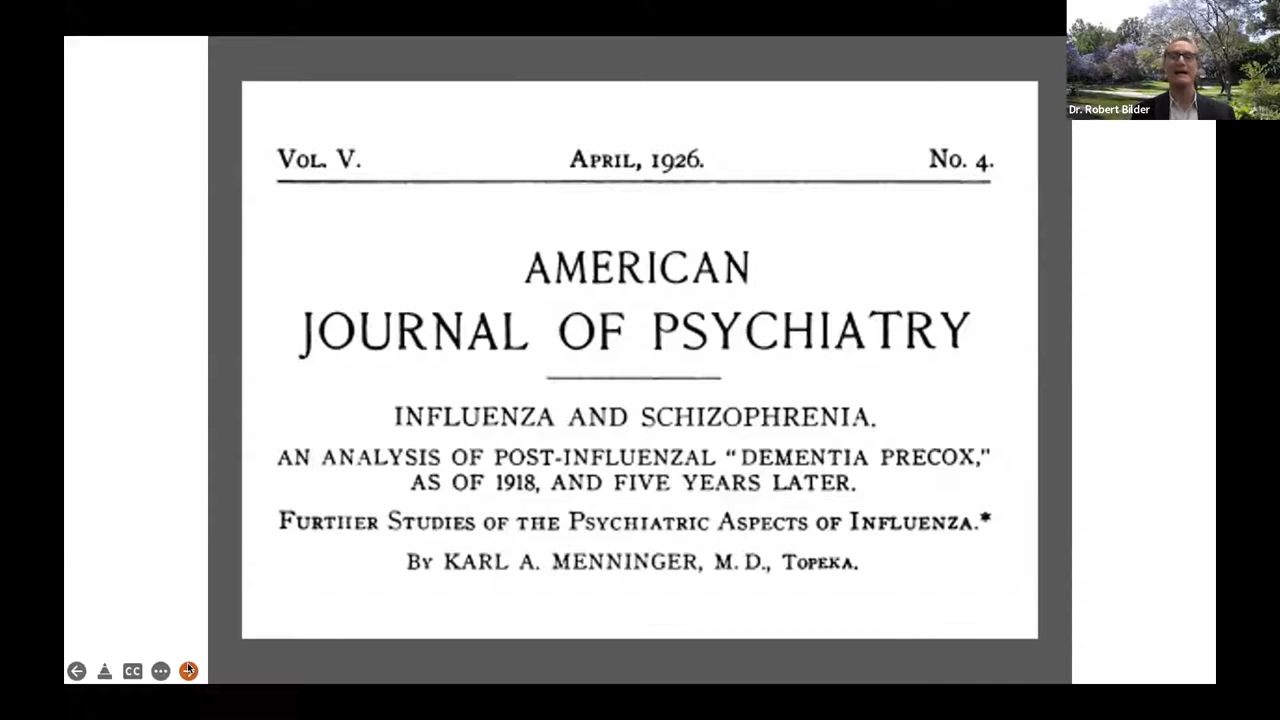 Dr. Robert Bilder
VOL. V. APRIL, 1926. NO. 4.
AMERICAN
JOURNAL OF PSYCHIATRY
INFLUENZA AND SCHIZOPHRENIA.
AN ANALYSIS OF POST-INFLUENZAL “DEMENTIA PRECOX,”
AS OF 1918, AND FIVE YEARS LATER.
FURTHER STUDIES OF THE PSYCHIATRIC ASPECTS OF INFLUENZA.*
BY KARL A. MENNINGER, M. D., TOPEKA.
CC